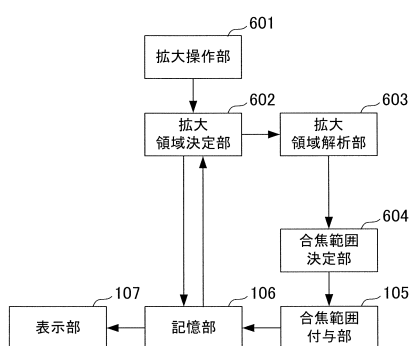 601
拡大操作部
602
拡大
領域決定部
603
拡大
領域解析部
604
合焦範囲
決定部
107
表示部
106
記憶部
105
合焦範囲
付与部